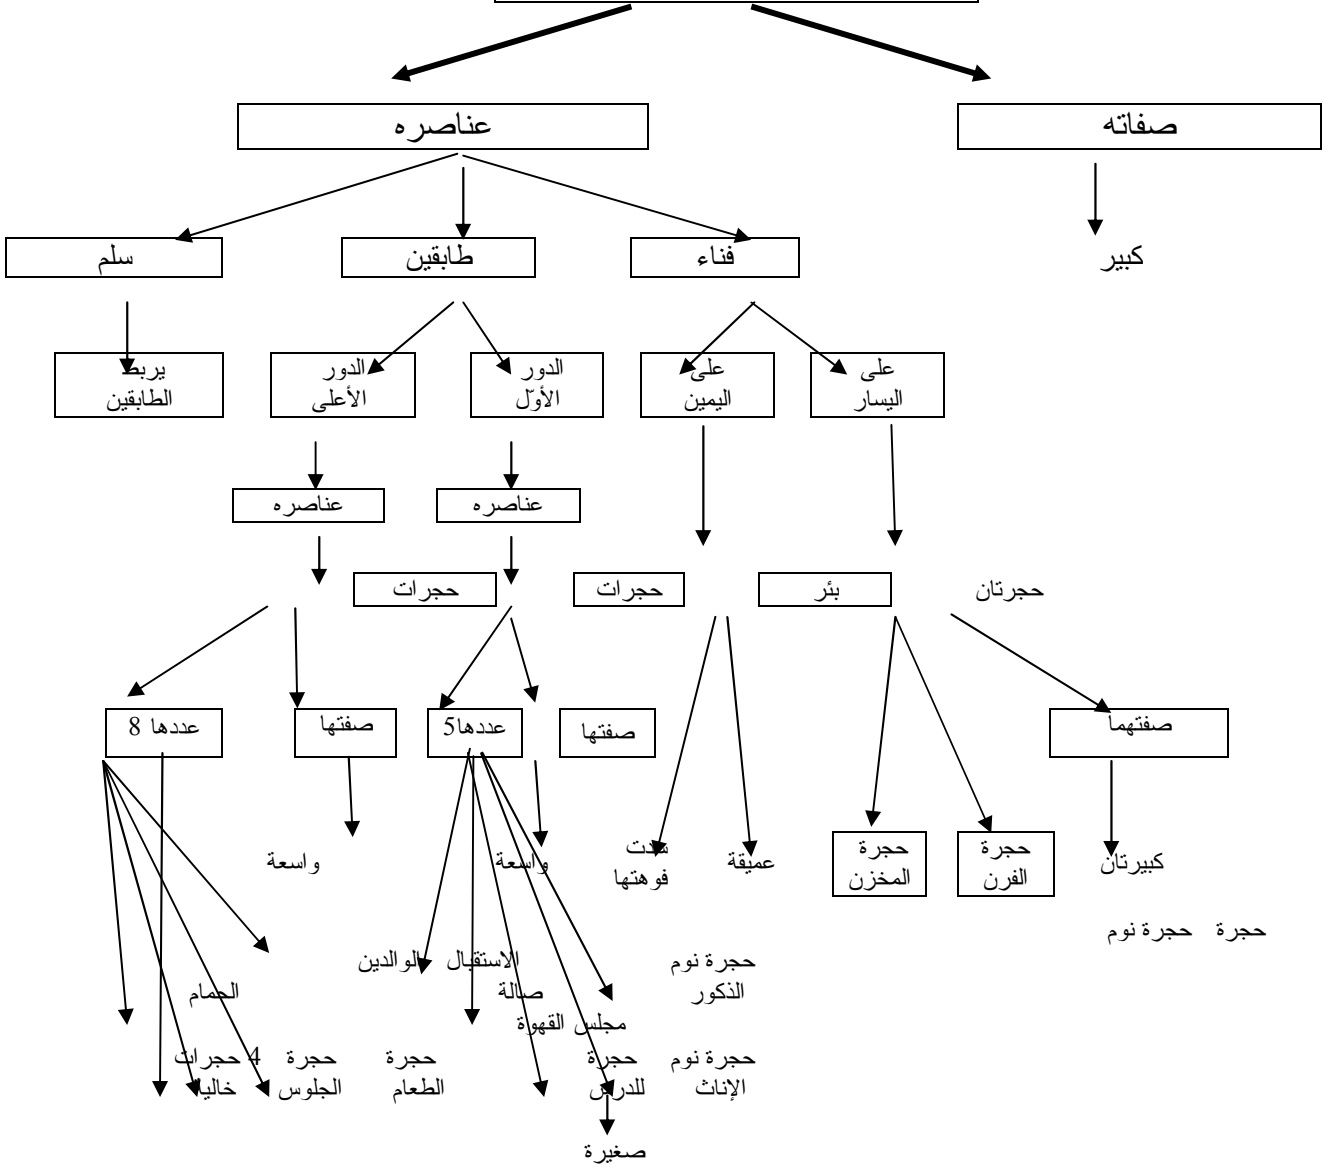 صفاته
عناصره
كبير
فناء
طابقين
سلم
على
اليسار
على
اليمين
الدور
الأوّل
الدور
الأعلى
يربط
الطابقين
عناصره
عناصره
حجرتان
بئر
حجرات
حجرات
صفتهما
صفتها
عددها5
صفتها
عددها 8
كبيرتان
حجرة
الفرن
حجرة
المخزن
عميقة
سدت
فوهتها
واسعة
واسعة
حجرة حجرة نوم
حجرة نوم
الذكور
الاستقبال
صالة
الوالدين
الحمام
مجلس القهوة
حجرة نوم
الإناث
حجرة
للدرس
حجرة
الطعام
حجرة
الجلوس
4 حجرات
خاليا
صغيرة